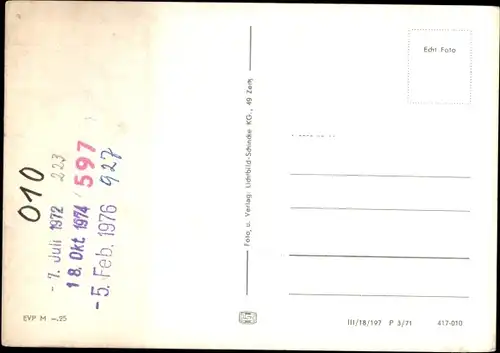 010
- 7. Juli 1972 223
18. Okt 1974 597
- 5. Feb. 1976 927
EVP M -.25
Foto u. Verlag: Lichtbild-Schincke KG., 49 Zeitz
Echt Foto
III/18/197 P 3/71 417-010